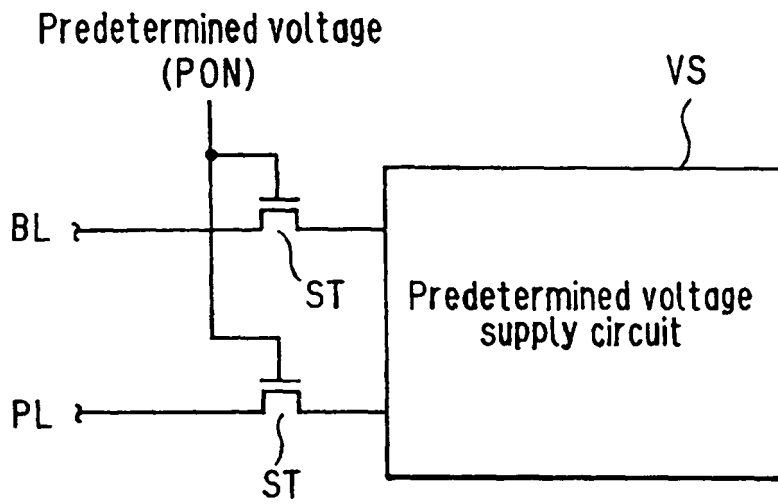 Predetermined voltage
(PON)
VS
BL
ST
Predetermined voltage
supply circuit
PL
ST